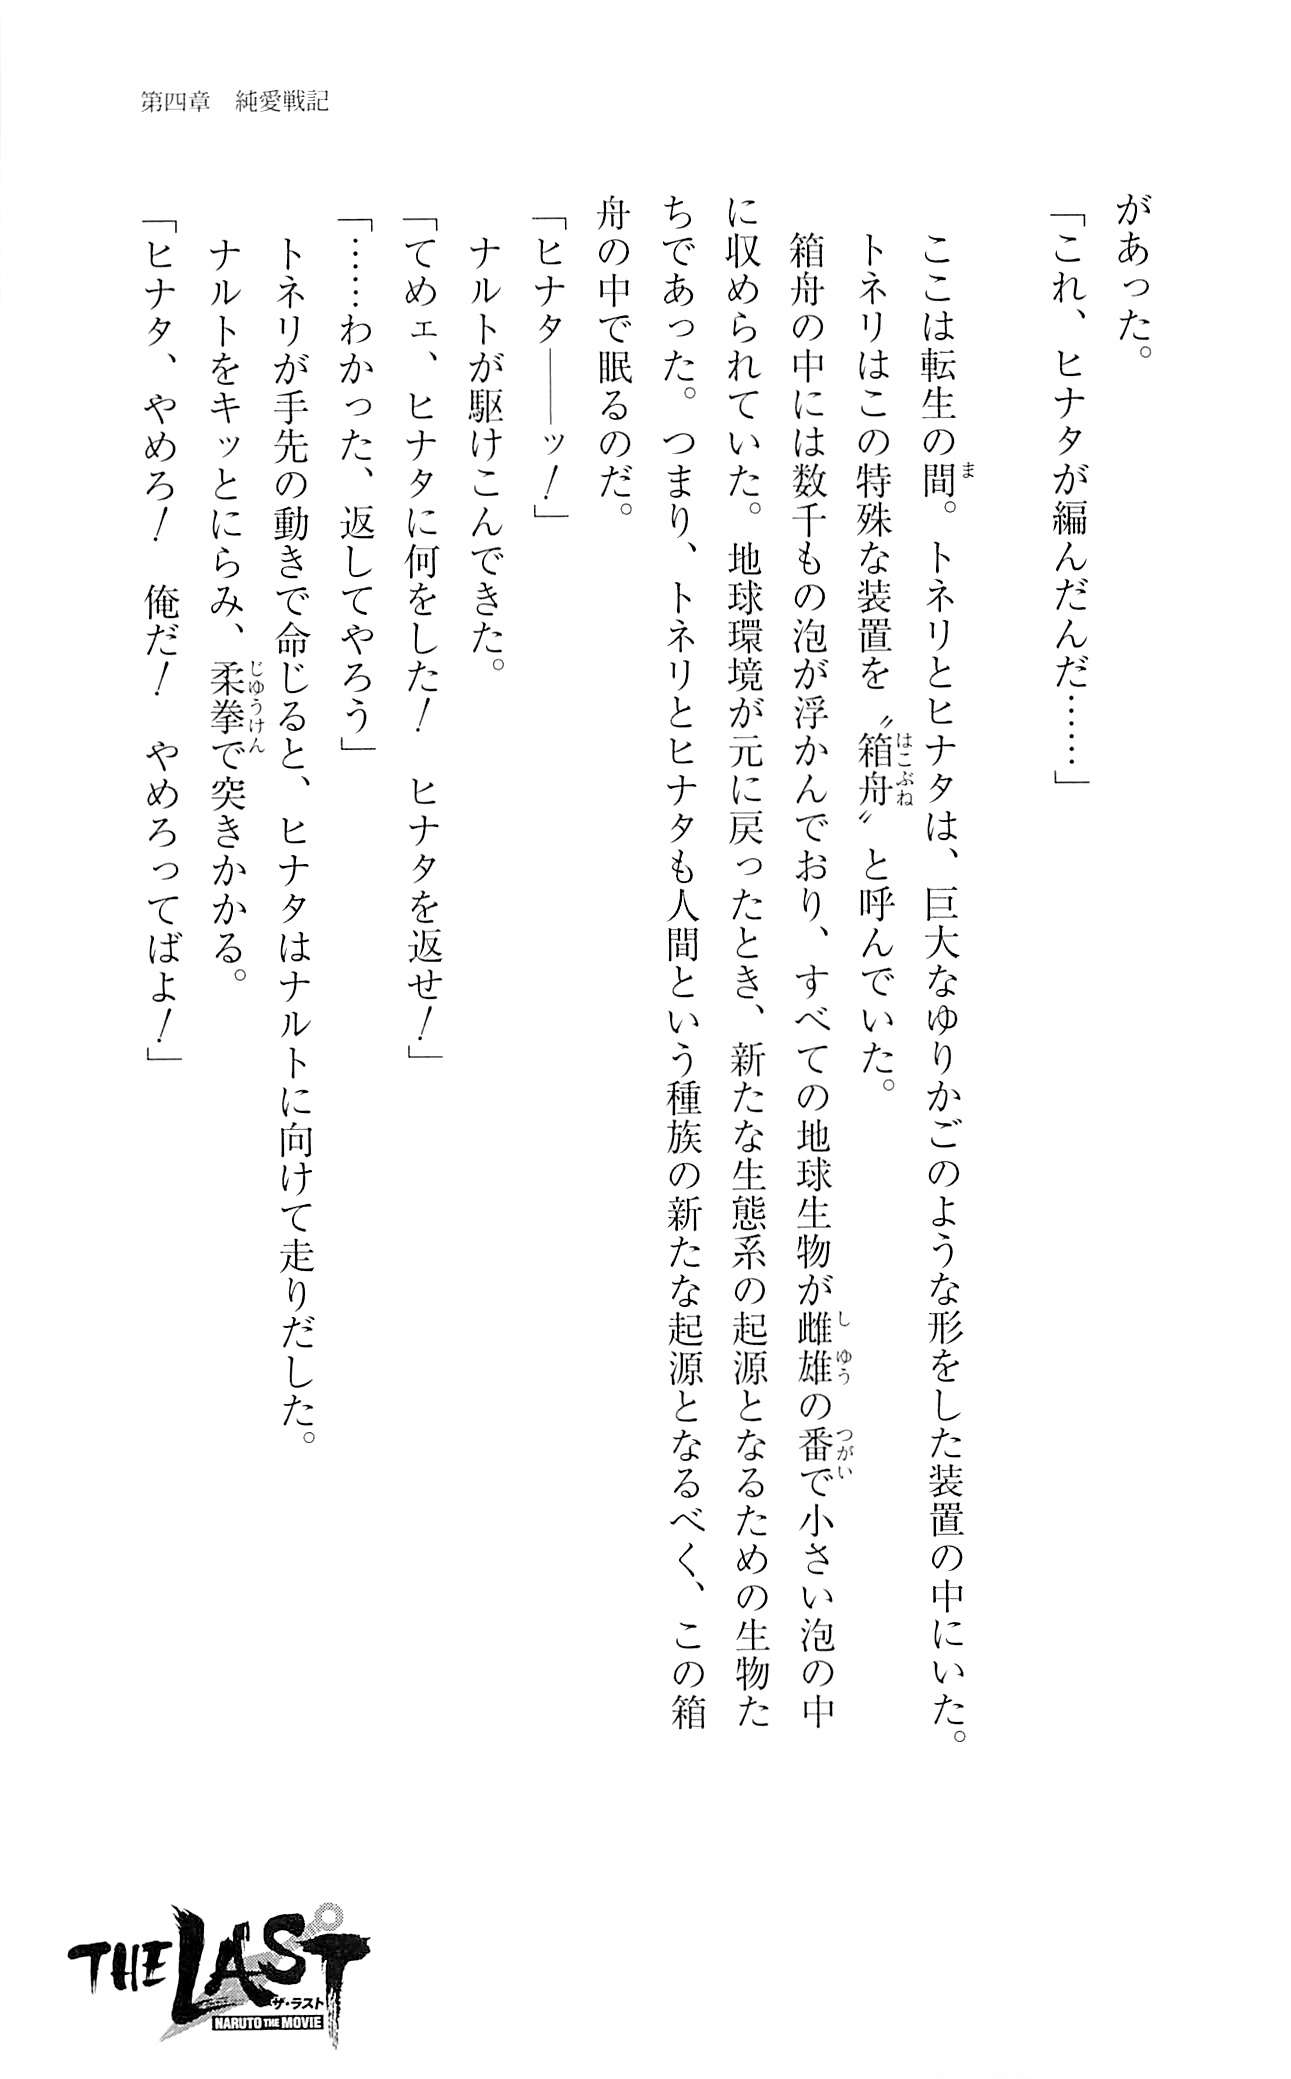 第四章　純愛戦記
があった。
「これ、ヒナタが編んだんだ……」
ここは転生の間。トネリとヒナタは、巨大なゆりかごのような形をした装置の中にいた。
トネリはこの特殊な装置を〝箱舟〟と呼んでいた。
箱舟の中には数千もの泡が浮かんでおり、すべての地球生物が雌雄の番で小さい泡の中
に収められていた。地球環境が元に戻ったとき、新たな生態系の起源となるための生物た
ちであった。つまり、トネリとヒナタも人間という種族の新たな起源となるべく、この箱
舟の中で眠るのだ。
「ヒナタ――ッ！」
ナルトが駆けこんできた。
「てめェ、ヒナタに何をした！　ヒナタを返せ！」
「……わかった、返してやろう」
トネリが手先の動きで命じると、ヒナタはナルトに向けて走りだした。
ナルトをキッとにらみ、柔拳で突きかかる。
「ヒナタ、やめろ！　俺だ！　やめろってばよ！」
ま
はこぶね
しゆう
つがい
じゆうけん
THE LAST
ザ・ラスト
NARUTO THE MOVIE